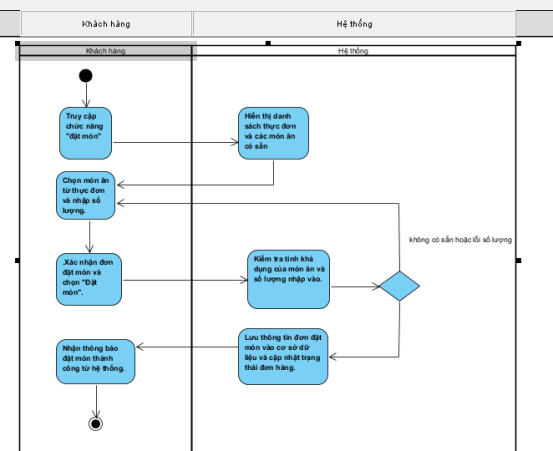 Khách hàng
Hệ thống
Khách hàng
Hệ thống
Truy cập
chức năng
"đặt món"
Hiển thị danh
sách thực đơn
và các món ăn
có sẵn
Chọn món ăn
từ thực đơn
và nhập số
lượng.
không có sẵn hoặc lỗi số lượng
.Xác nhận đơn
đặt món và
chọn "Đặt
món".
Kiểm tra tính khả
dụng của món ăn và
số lượng nhập vào.
Nhận thông báo
đặt món thành
công từ hệ thống.
Lưu thông tin đơn đặt
món vào cơ sở dữ
liệu và cập nhật trạng
thái đơn hàng.